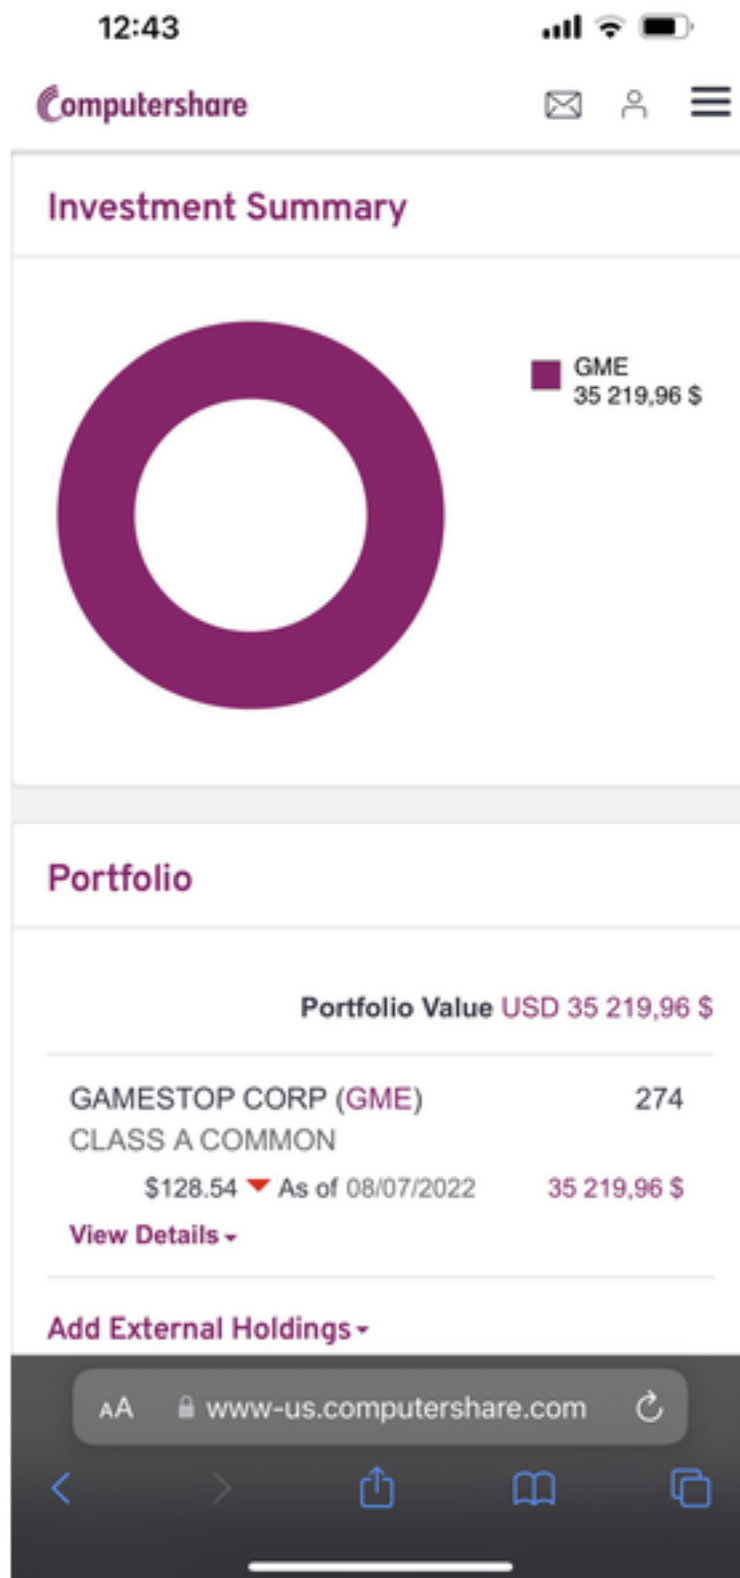 12:43
Computershare
Investment Summary
GME
35 219,96 $
Portfolio
Portfolio Value USD 35 219,96 $
GAMESTOP CORP (GME) 274
CLASS A COMMON
$128.54 ▼ As of 08/07/2022 35 219,96 $
View Details
Add External Holdings
AA www-us.computershare.com